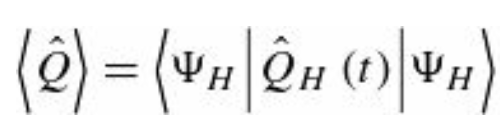 ⟨Q̂⟩ = ⟨Ψ_H | Q̂_H (t) | Ψ_H⟩